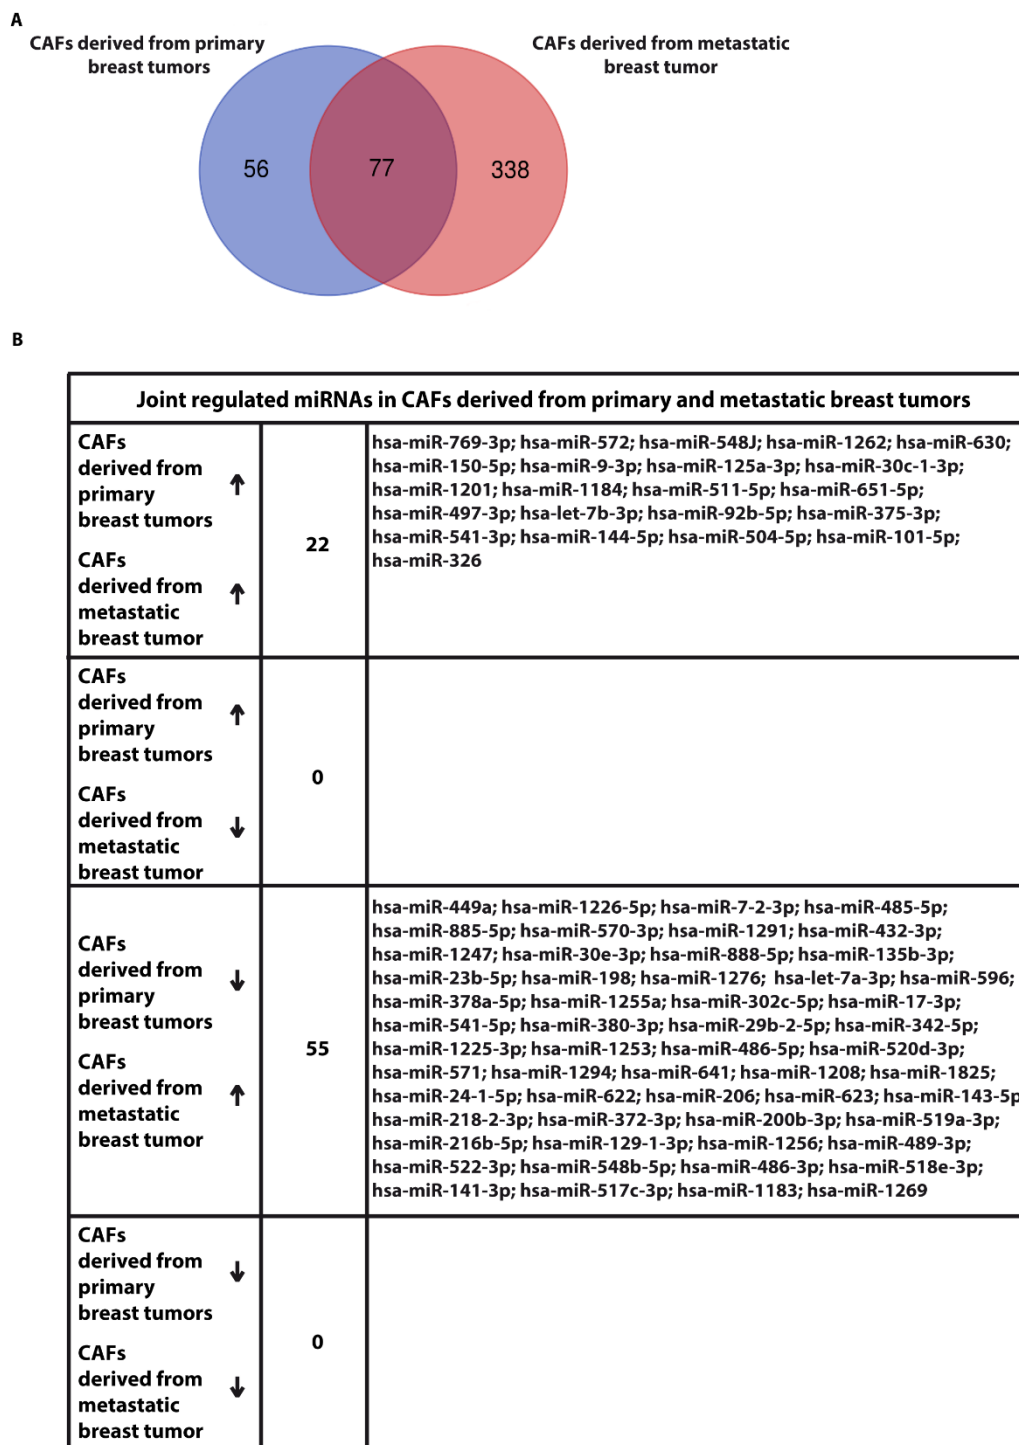 A
CAFs derived from primary
breast tumors
CAFs derived from metastatic
breast tumor
56
77
338
B
Joint regulated miRNAs in CAFs derived from primary and metastatic breast tumors
CAFs
derived from
primary
breast tumors
↑
CAFs
derived from
metastatic
breast tumor
↑
22
hsa-miR-769-3p; hsa-miR-572; hsa-miR-548J; hsa-miR-1262; hsa-miR-630;
hsa-miR-150-5p; hsa-miR-9-3p; hsa-miR-125a-3p; hsa-miR-30c-1-3p;
hsa-miR-1201; hsa-miR-1184; hsa-miR-511-5p; hsa-miR-651-5p;
hsa-miR-497-3p; hsa-let-7b-3p; hsa-miR-92b-5p; hsa-miR-375-3p;
hsa-miR-541-3p; hsa-miR-144-5p; hsa-miR-504-5p; hsa-miR-101-5p;
hsa-miR-326
CAFs
derived from
primary
breast tumors
↑
CAFs
derived from
metastatic
breast tumor
↓
0
CAFs
derived from
primary
breast tumors
↓
CAFs
derived from
metastatic
breast tumor
↑
55
hsa-miR-449a; hsa-miR-1226-5p; hsa-miR-7-2-3p; hsa-miR-485-5p;
hsa-miR-885-5p; hsa-miR-570-3p; hsa-miR-1291; hsa-miR-432-3p;
hsa-miR-1247; hsa-miR-30e-3p; hsa-miR-888-5p; hsa-miR-135b-3p;
hsa-miR-23b-5p; hsa-miR-198; hsa-miR-1276; hsa-let-7a-3p; hsa-miR-596;
hsa-miR-378a-5p; hsa-miR-1255a; hsa-miR-302c-5p; hsa-miR-17-3p;
hsa-miR-541-5p; hsa-miR-380-3p; hsa-miR-29b-2-5p; hsa-miR-342-5p;
hsa-miR-1225-3p; hsa-miR-1253; hsa-miR-486-5p; hsa-miR-520d-3p;
hsa-miR-571; hsa-miR-1294; hsa-miR-641; hsa-miR-1208; hsa-miR-1825;
hsa-miR-24-1-5p; hsa-miR-622; hsa-miR-206; hsa-miR-623; hsa-miR-143-5p
hsa-miR-218-2-3p; hsa-miR-372-3p; hsa-miR-200b-3p; hsa-miR-519a-3p;
hsa-miR-216b-5p; hsa-miR-129-1-3p; hsa-miR-1256; hsa-miR-489-3p;
hsa-miR-522-3p; hsa-miR-548b-5p; hsa-miR-486-3p; hsa-miR-518e-3p;
hsa-miR-141-3p; hsa-miR-517c-3p; hsa-miR-1183; hsa-miR-1269
CAFs
derived from
primary
breast tumors
↓
CAFs
derived from
metastatic
breast tumor
↓
0